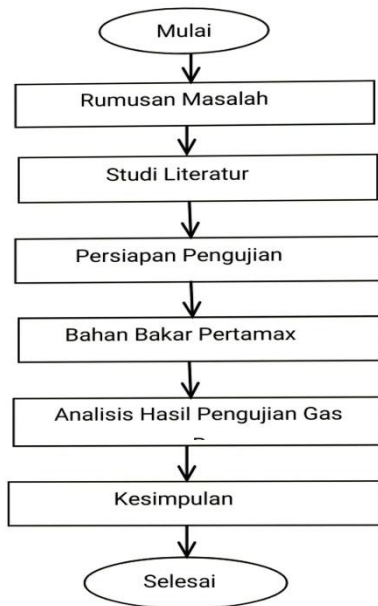 Mulai
Rumusan Masalah
Studi Literatur
Persiapan Pengujian
Bahan Bakar Pertamax
Analisis Hasil Pengujian Gas
Kesimpulan
Selesai